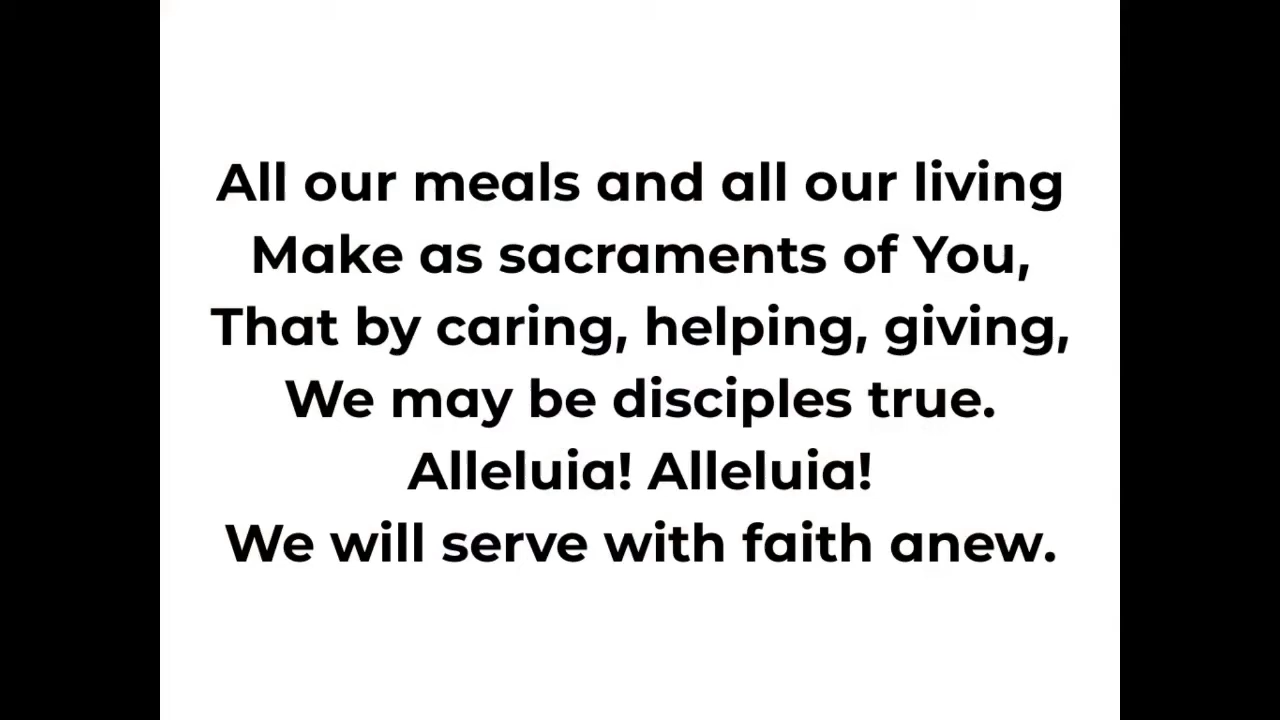 All our meals and all our living
Make as sacraments of You,
That by caring, helping, giving,
We may be disciples true.
Alleluia! Alleluia!
We will serve with faith anew.